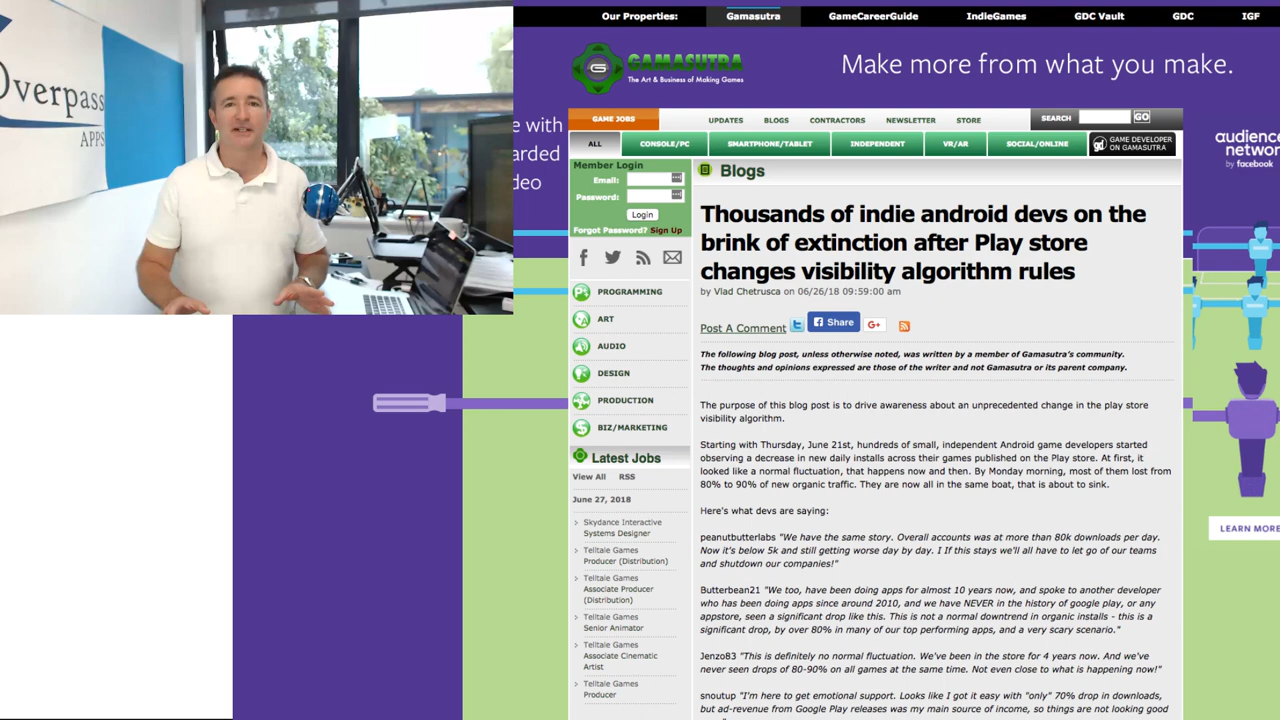 Overpass
APPS
Our Properties:
Gamasutra
GameCareerGuide
IndieGames
GDC Vault
GDC
IGF
GAMASUTRA
The Art & Business of Making Games
Make more from what you make.
e with
arded
deo
audience
network
by facebook
LEARN MORE
GAME JOBS
UPDATES
BLOGS
CONTRACTORS
NEWSLETTER
STORE
SEARCH
GO
ALL
CONSOLE/PC
SMARTPHONE/TABLET
INDEPENDENT
VR/AR
SOCIAL/ONLINE
gd GAME DEVELOPER
ON GAMASUTRA
Member Login
Email:
Password:
Login
Forgot Password? Sign Up
PROGRAMMING
ART
AUDIO
DESIGN
PRODUCTION
BIZ/MARKETING
Latest Jobs
View All RSS
June 27, 2018
Skydance Interactive
Systems Designer
Telltale Games
Producer (Distribution)
Telltale Games
Associate Producer
(Distribution)
Telltale Games
Senior Animator
Telltale Games
Associate Cinematic
Artist
Telltale Games
Producer
Blogs
Thousands of indie android devs on the
brink of extinction after Play store
changes visibility algorithm rules
by Vlad Chetrusca on 06/26/18 09:59:00 am
Post A Comment
Share
G+
The following blog post, unless otherwise noted, was written by a member of Gamasutra's community.
The thoughts and opinions expressed are those of the writer and not Gamasutra or its parent company.
The purpose of this blog post is to drive awareness about an unprecedented change in the play store
visibility algorithm.
Starting with Thursday, June 21st, hundreds of small, independent Android game developers started
observing a decrease in new daily installs across their games published on the Play store. At first, it
looked like a normal fluctuation, that happens now and then. By Monday morning, most of them lost from
80% to 90% of new organic traffic. They are now all in the same boat, that is about to sink.
Here's what devs are saying:
peanutbutterlabs "We have the same story. Overall accounts was at more than 80k downloads per day.
Now it's below 5k and still getting worse day by day. I If this stays we'll all have to let go of our teams
and shutdown our companies!"
Butterbean21 "We too, have been doing apps for almost 10 years now, and spoke to another developer
who has been doing apps since around 2010, and we have NEVER in the history of google play, or any
appstore, seen a significant drop like this. This is not a normal downtrend in organic installs - this is a
significant drop, by over 80% in many of our top performing apps, and a very scary scenario."
Jenzo83 "This is definitely no normal fluctuation. We've been in the store for 4 years now. And we've
never seen drops of 80-90% on all games at the same time. Not even close to what is happening now!"
snoutup "I'm here to get emotional support. Looks like I got it easy with "only" 70% drop in downloads,
but ad-revenue from Google Play releases was my main source of income, so things are not looking good